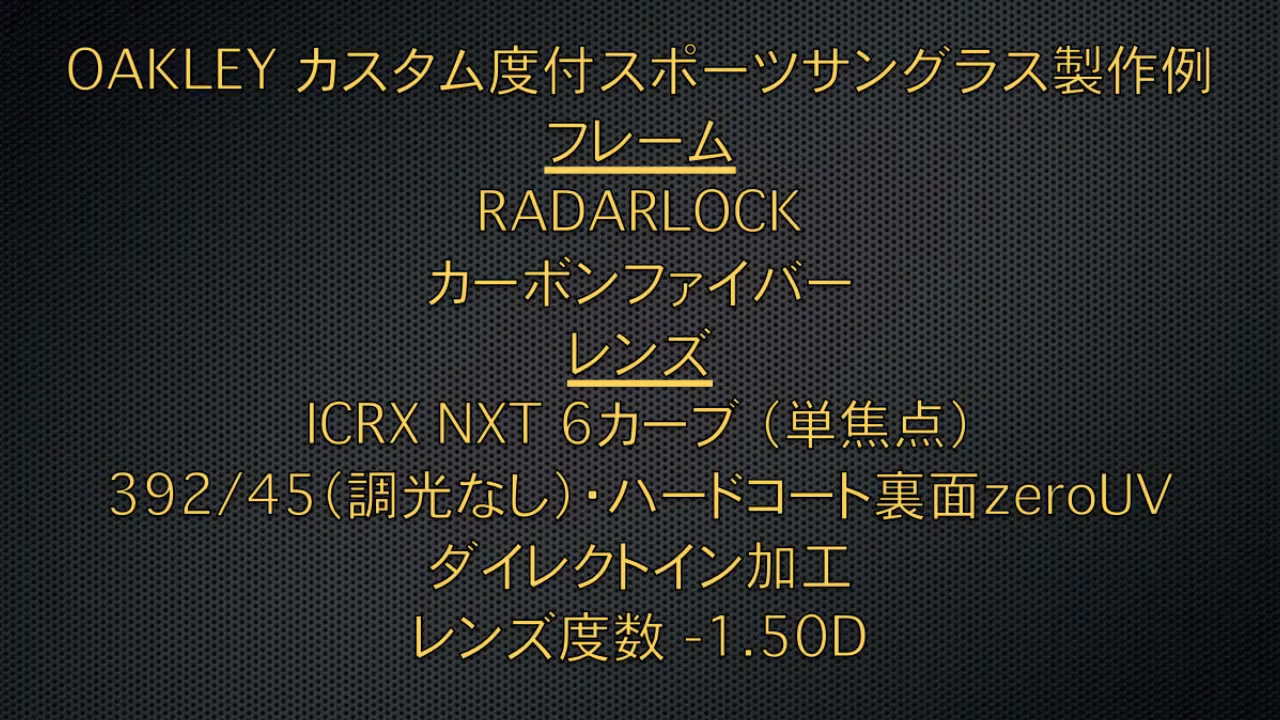 OAKLEY カスタム度付スポーツサングラス製作例
フレーム
RADARLOCK
カーボンファイバー
レンズ
ICRX NXT 6カーブ（単焦点）
392/45(調光なし)・ハードコート裏面zeroUV
ダイレクトイン加工
レンズ度数 -1.50D